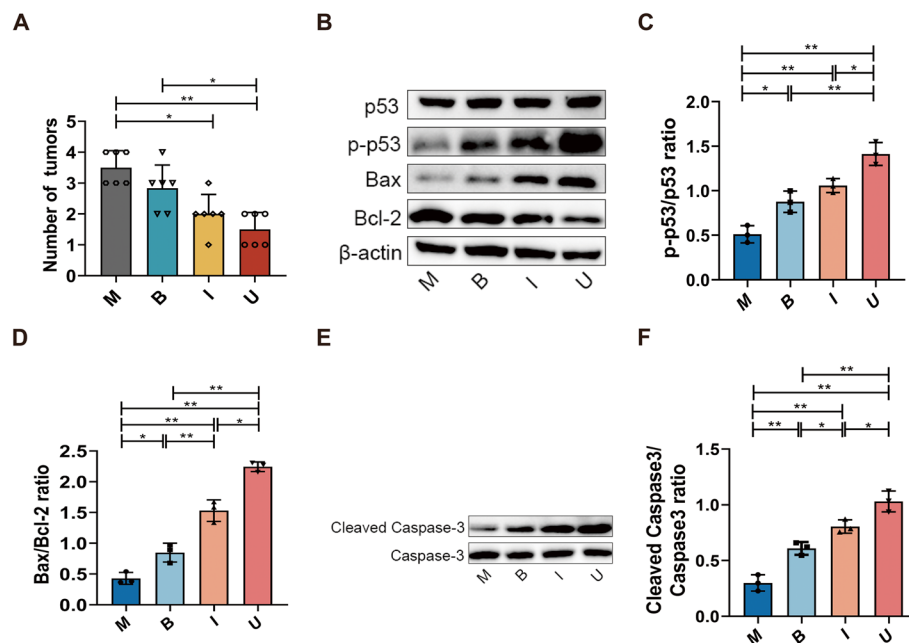 A
Number of tumors
5
4
3
2
1
M
B
I
U
*
**
*
B
p53
p-p53
Bax
Bcl-2
β-actin
M
B
I
U
C
**
**
*
*
**
p-p53/p53 ratio
2.0
1.5
1.0
0.5
0.0
M
B
I
U
D
**
**
**
*
*
**
Bax/Bcl-2 ratio
2.5
2.0
1.5
1.0
0.5
0.0
M
B
I
U
E
Cleaved Caspase-3
Caspase-3
M
B
I
U
F
**
**
**
**
*
*
Cleaved Caspase3/
Caspase3 ratio
1.5
1.0
0.5
0.0
M
B
I
U